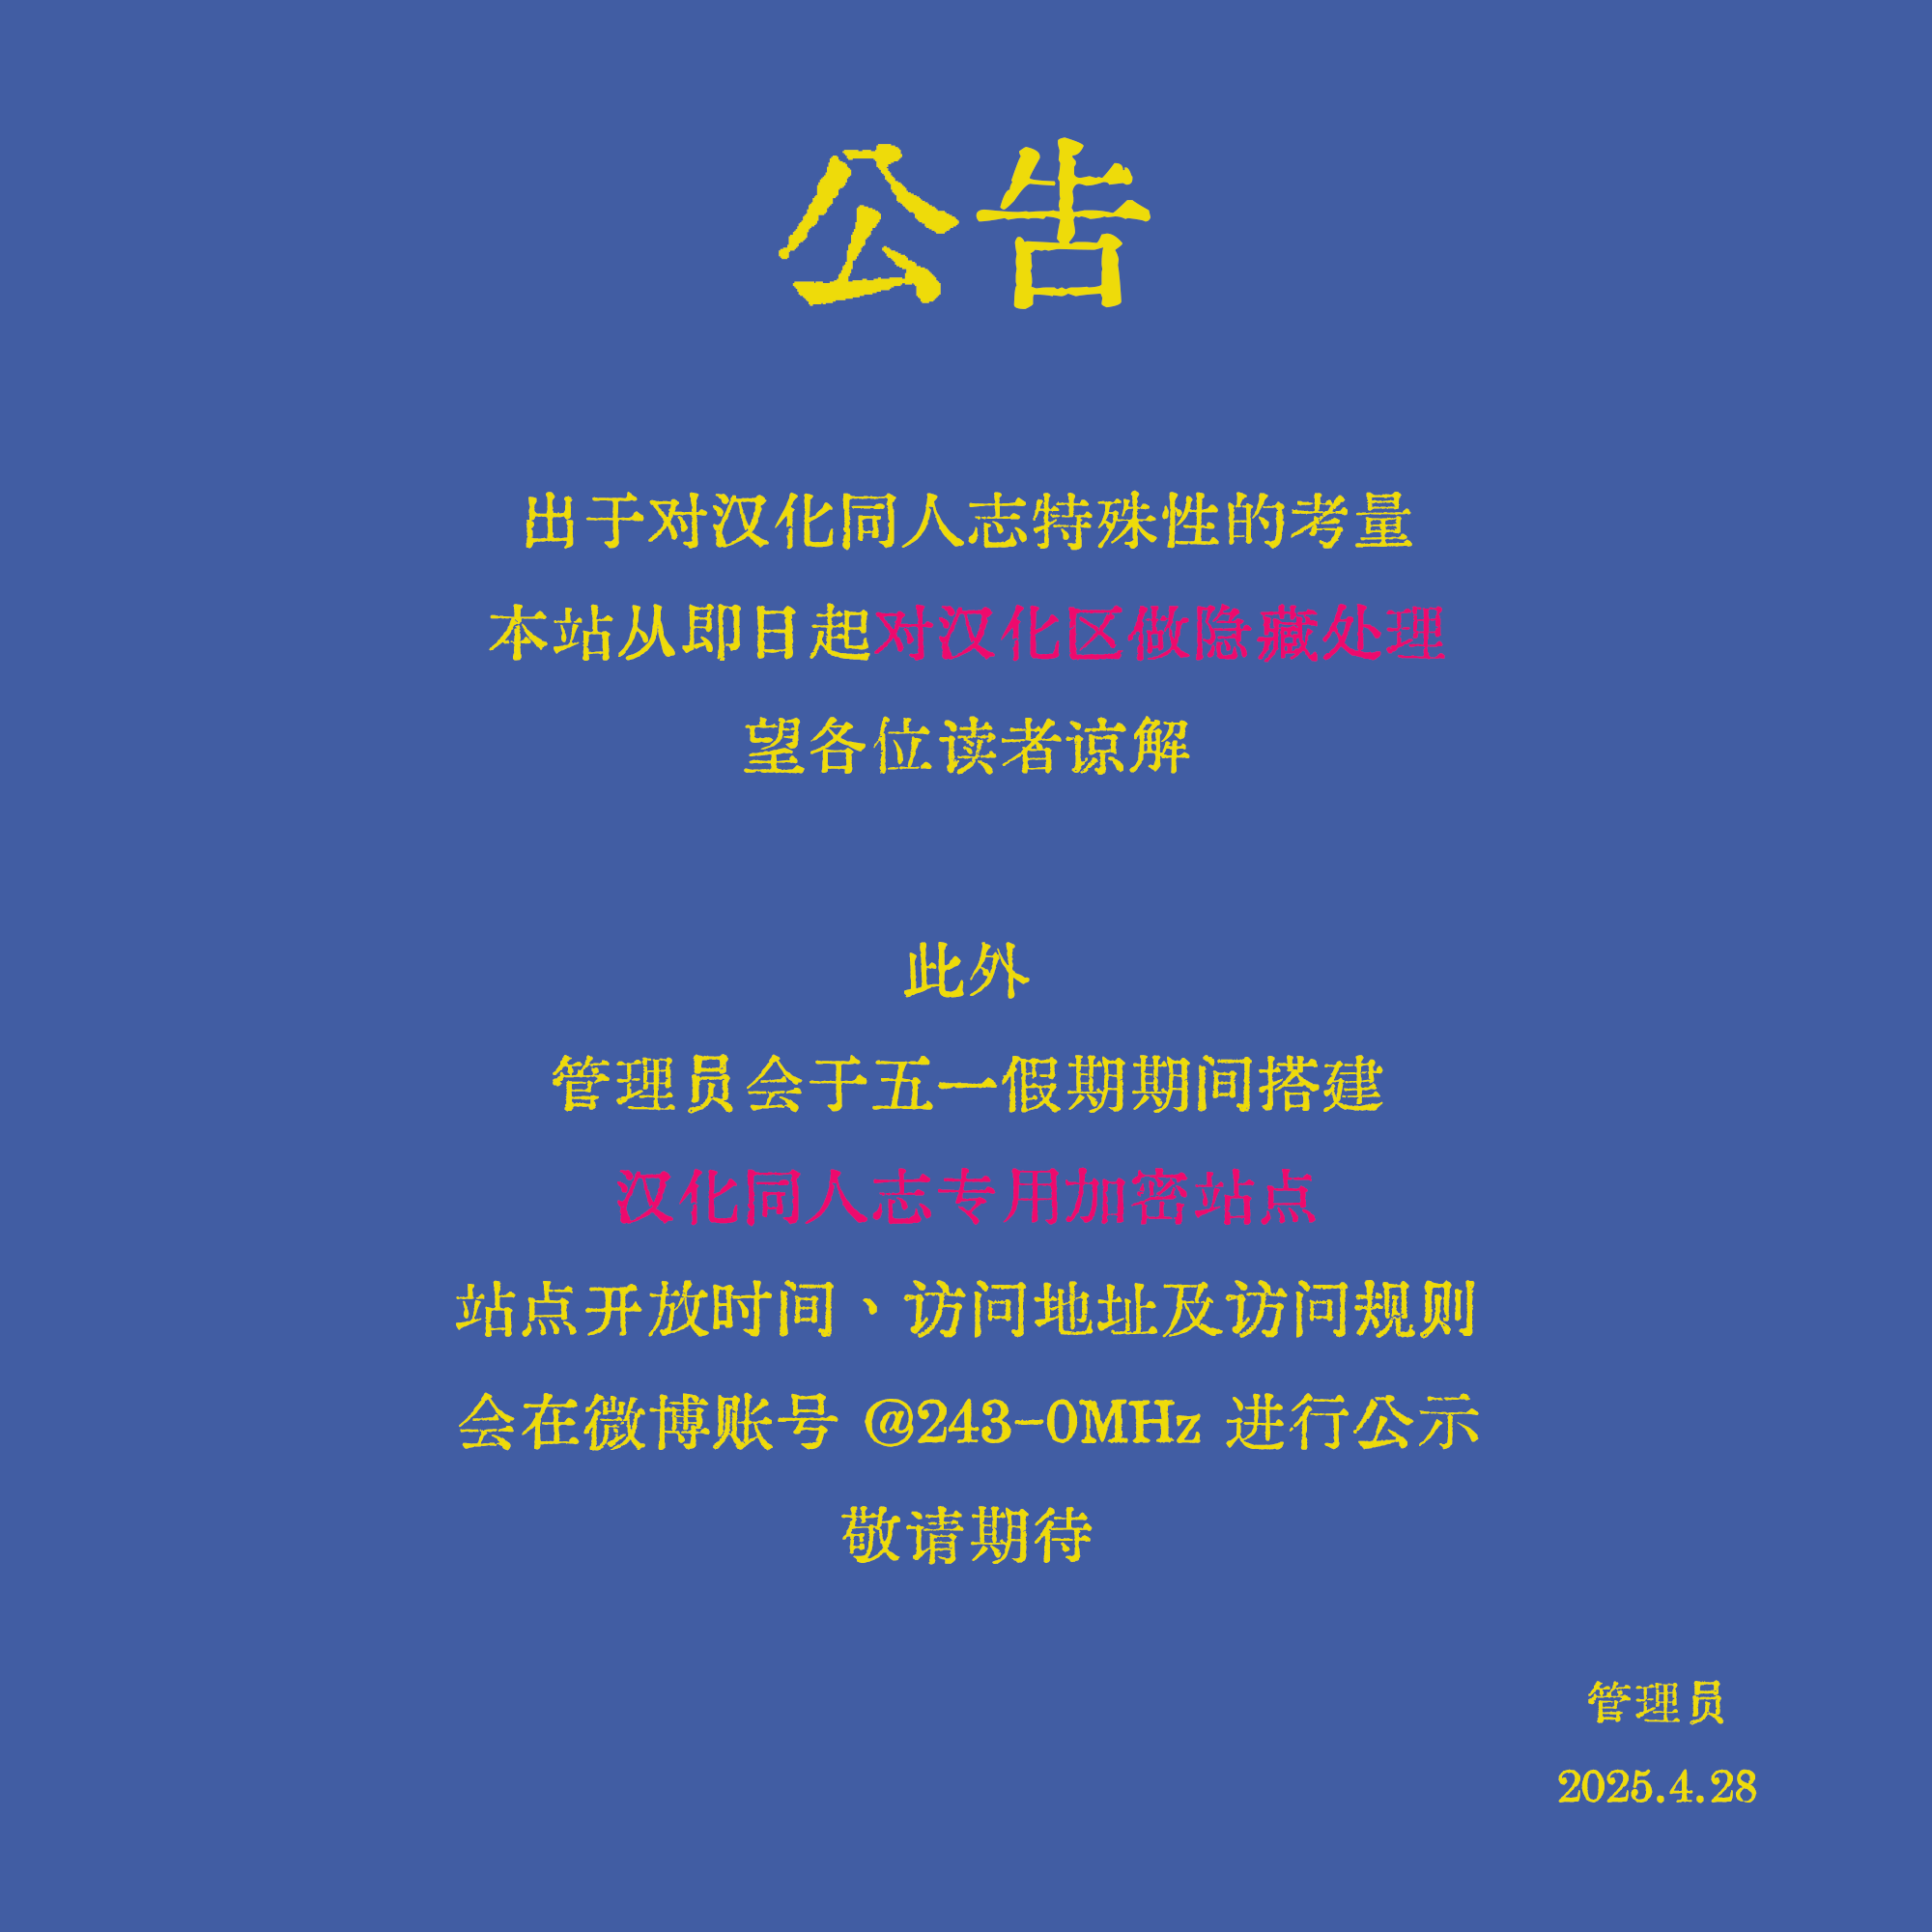 公告
出于对汉化同人志特殊性的考量
本站从即日起对汉化区做隐藏处理
望各位读者谅解
此外
管理员会于五一假期期间搭建
汉化同人志专用加密站点
站点开放时间、访问地址及访问规则
会在微博账号 @243-0MHz 进行公示
敬请期待
管理员
2025.4.28